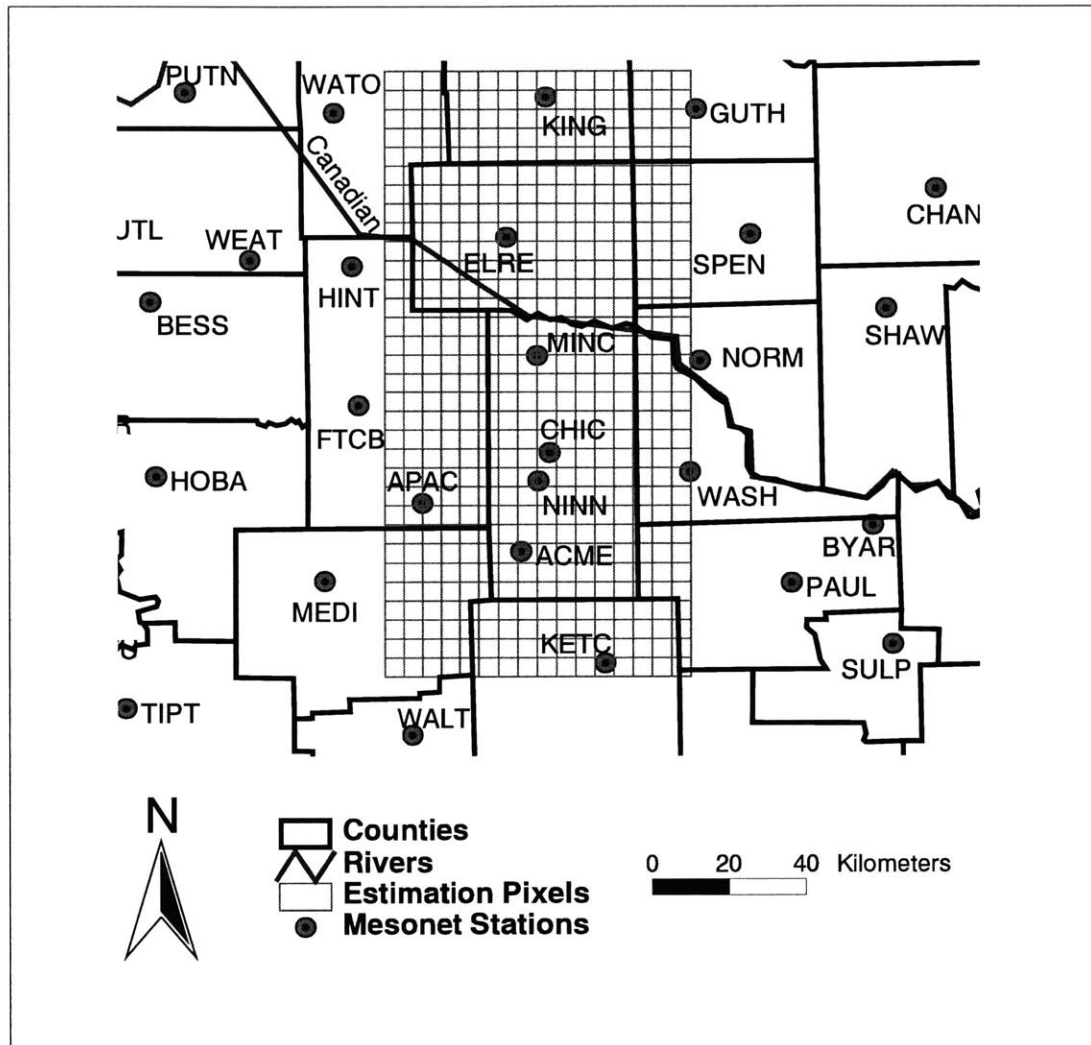 PUTN
WATO
KING
GUTH
Canadian
CHAN
UTL
WEAT
ELRE
SPEN
HINT
BESS
SHAW
MINC
NORM
CHIC
FTCB
HOBA
APAC
NINN
WASH
ACME
BYAR
MEDI
PAUL
KETC
SULP
TIPT
WALT
N
Counties
Rivers
Estimation Pixels
Mesonet Stations
0 20 40 Kilometers